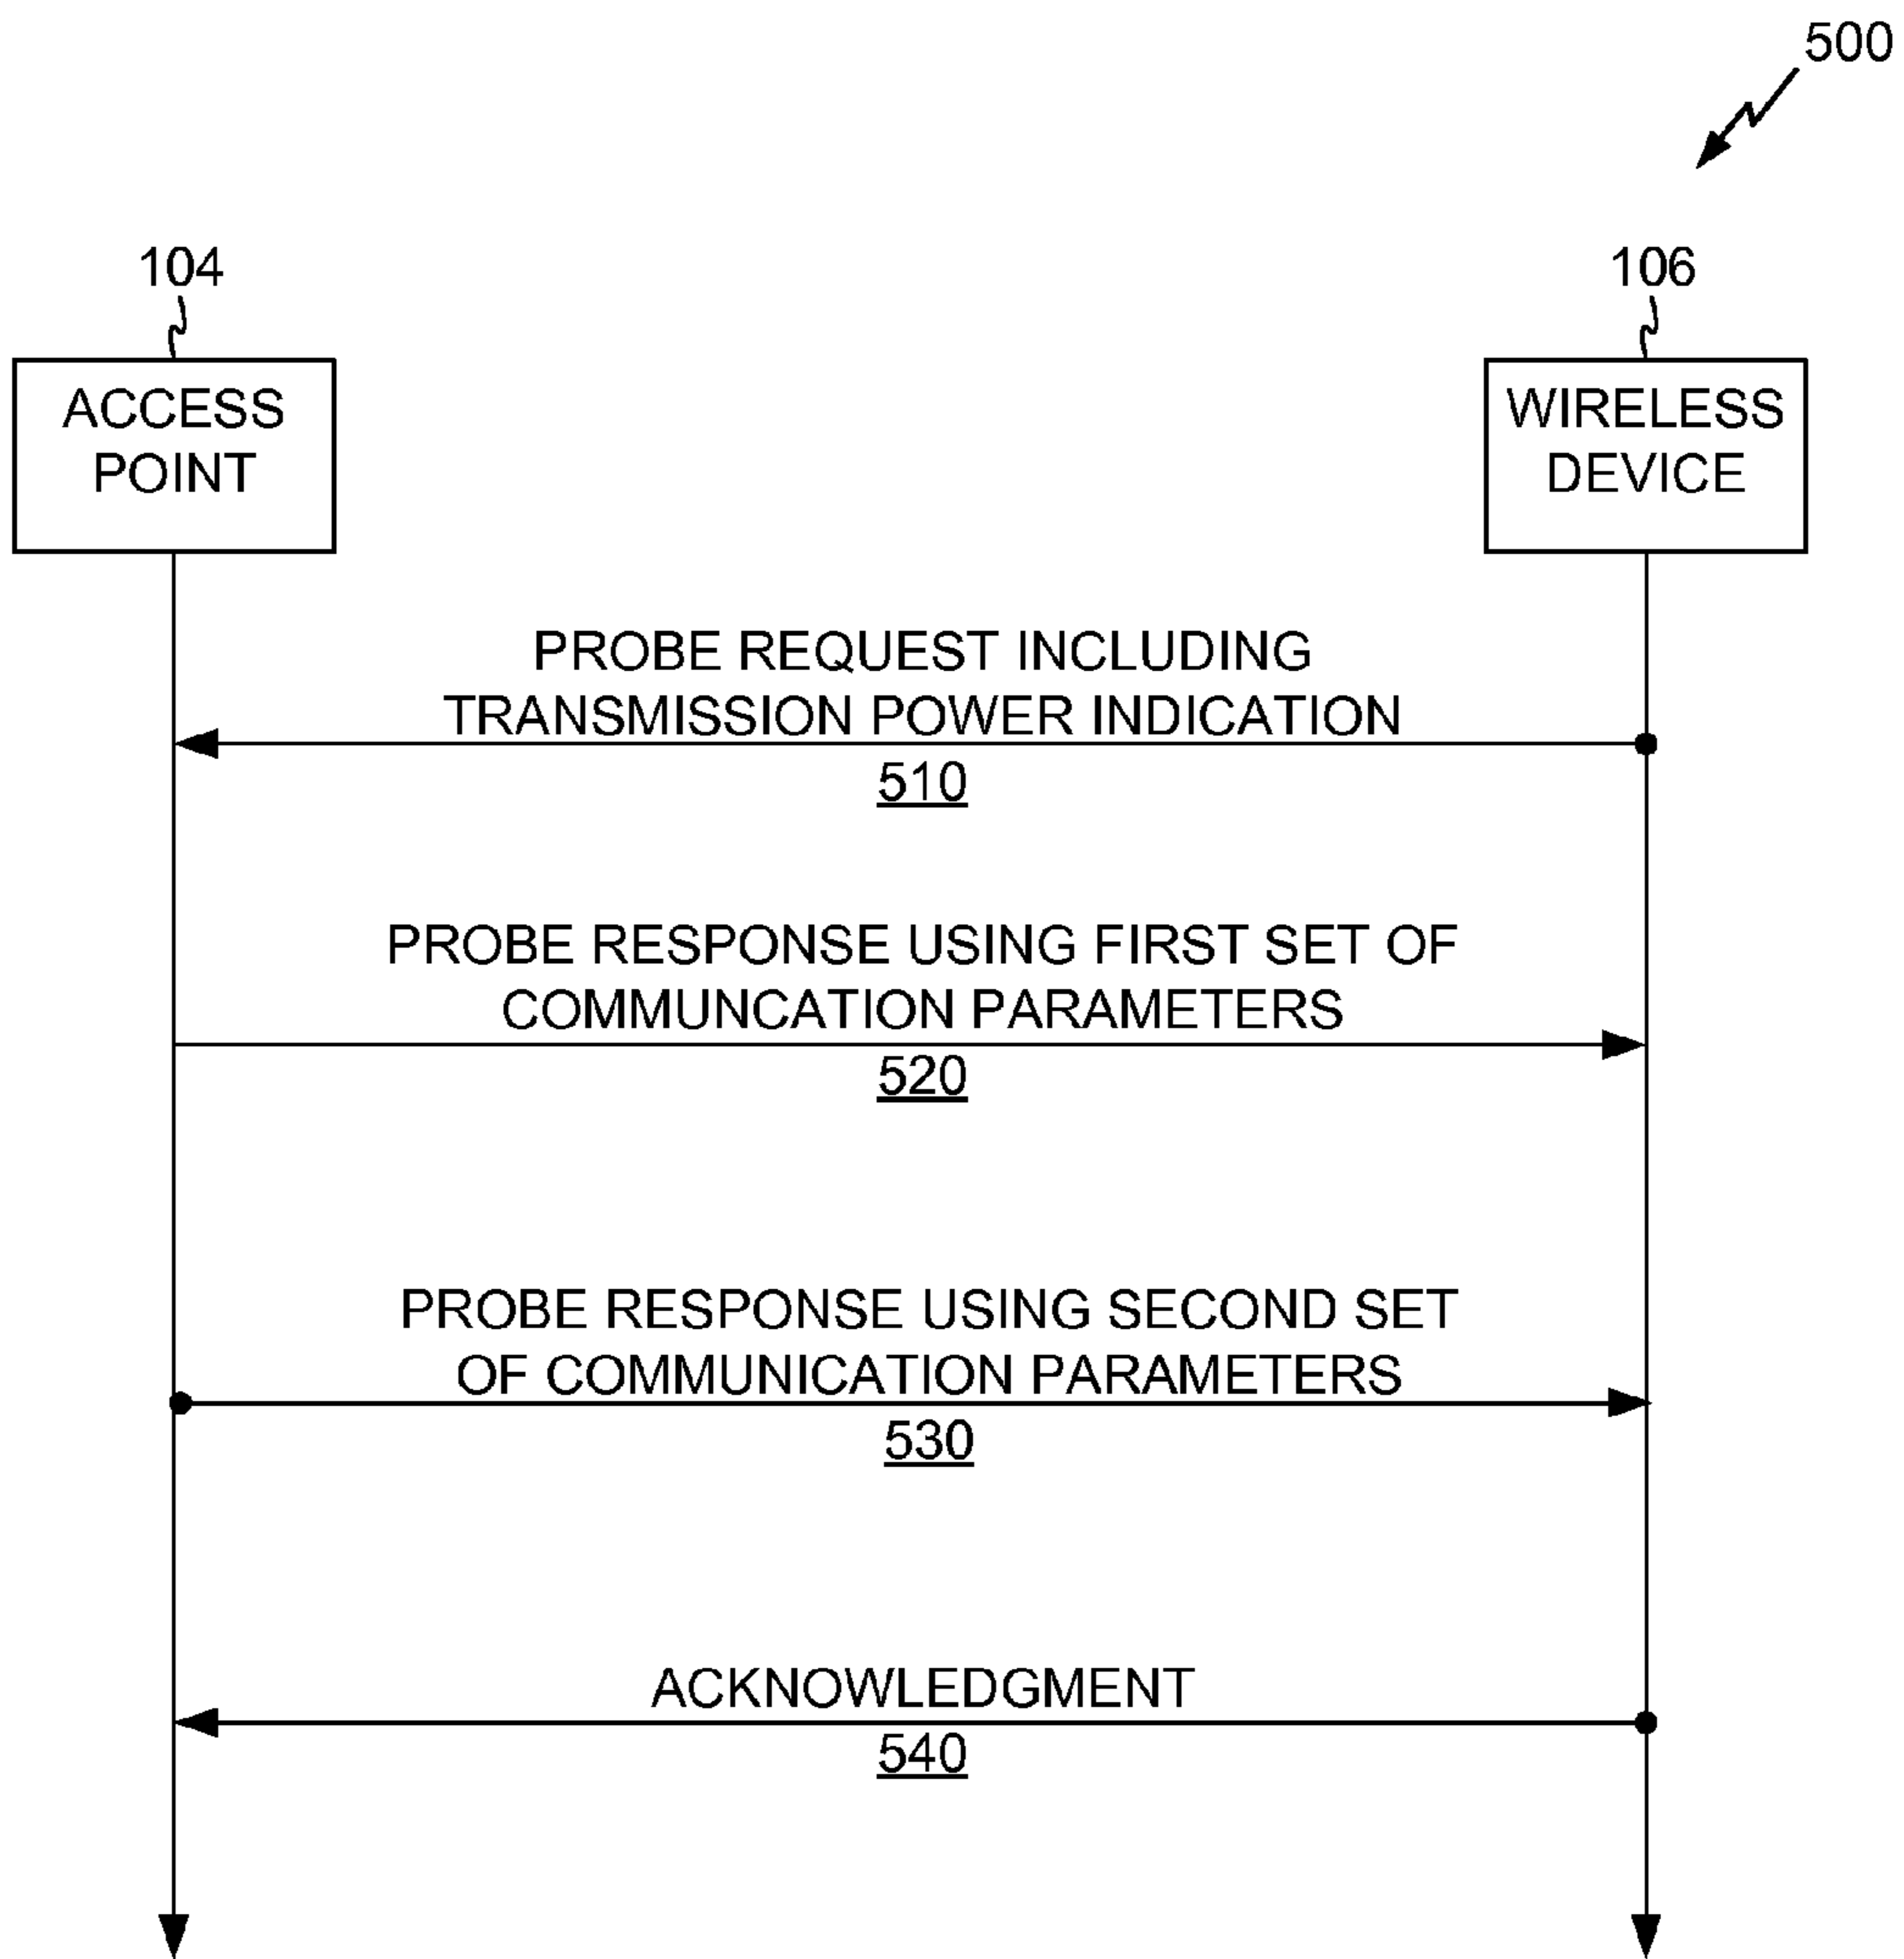 500
104
106
ACCESS
POINT
WIRELESS
DEVICE
PROBE REQUEST INCLUDING
TRANSMISSION POWER INDICATION
510
PROBE RESPONSE USING FIRST SET OF
COMMUNCATION PARAMETERS
520
PROBE RESPONSE USING SECOND SET
OF COMMUNICATION PARAMETERS
530
ACKNOWLEDGMENT
540